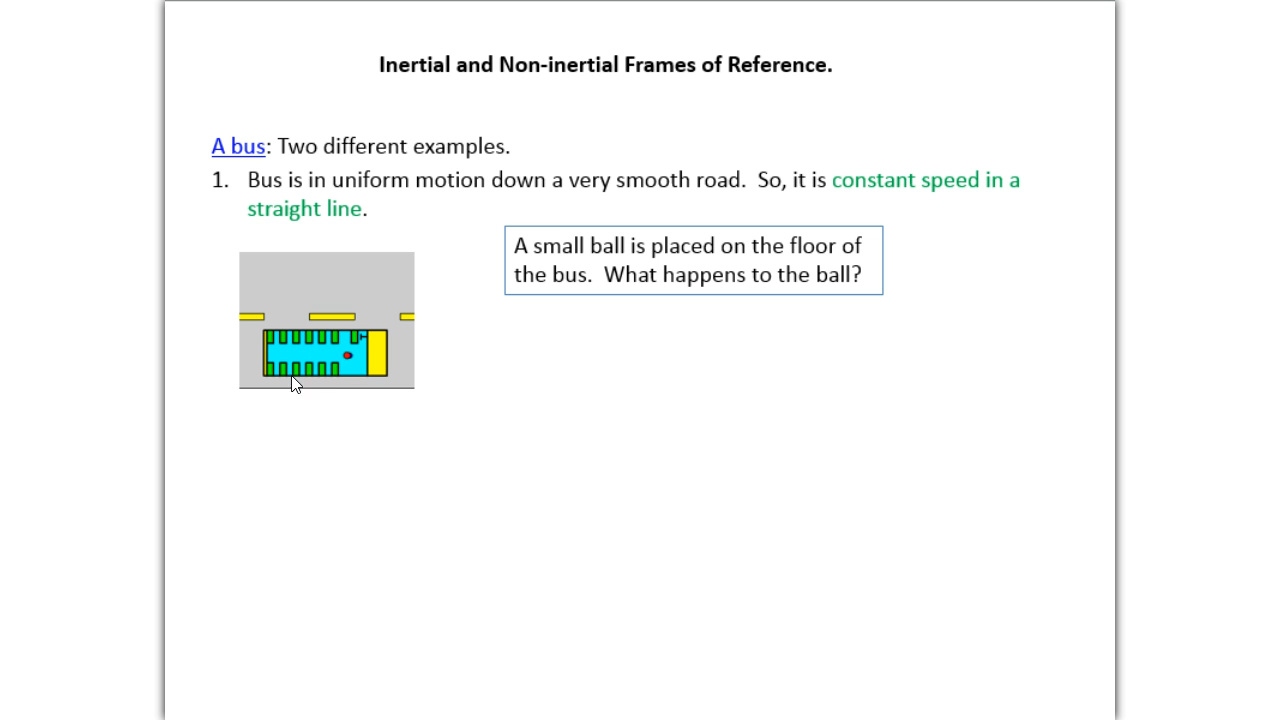 Inertial and Non-inertial Frames of Reference.
A bus: Two different examples.
1. Bus is in uniform motion down a very smooth road. So, it is constant speed in a
straight line.
A small ball is placed on the floor of
the bus. What happens to the ball?